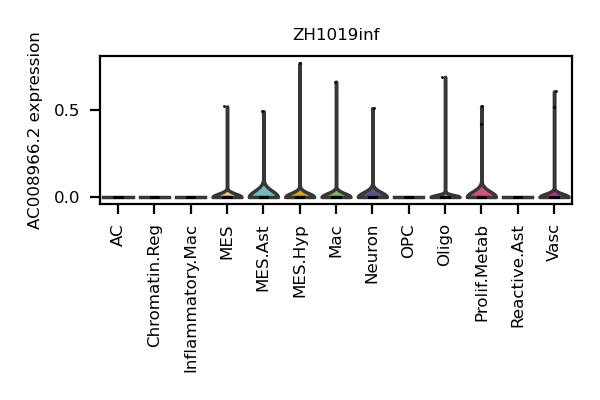 ZH1019inf
AC008966.2 expression
0.5
0.0
AC
Chromatin.Reg
Inflammatory.Mac
MES
MES.Ast
MES.Hyp
Mac
Neuron
OPC
Oligo
Prolif.Metab
Reactive.Ast
Vasc